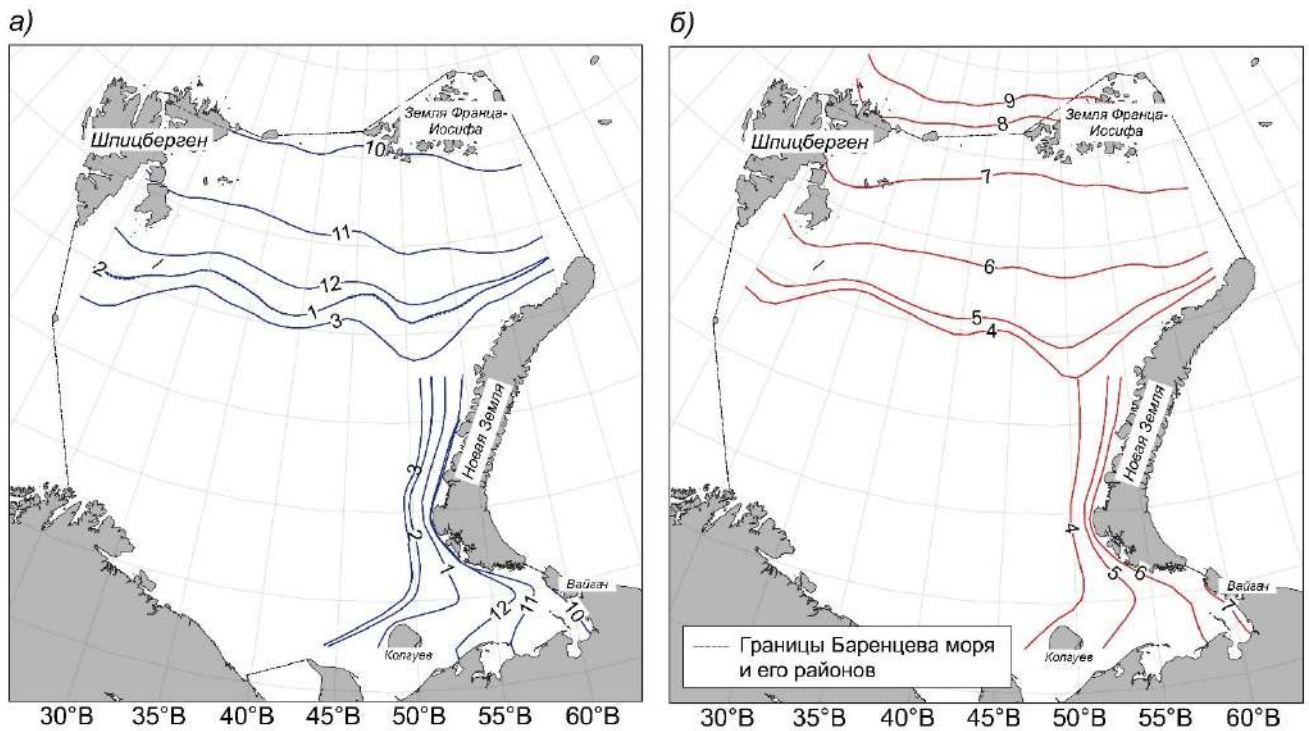 а)
Шпицберген
Земля Франца-
Иосифа
10
11
2
12
1
3
Новая Земля
3
2
1
12
11
10
Вайгач
Колгуев
30°В 35°В 40°В 45°В 50°В 55°В 60°В
б)
9
8
Шпицберген
Земля Франца-
Иосифа
7
6
5
4
Новая Земля
4
5
6
7
Вайгач
Колгуев
Границы Баренцева моря
и его районов
30°В 35°В 40°В 45°В 50°В 55°В 60°В